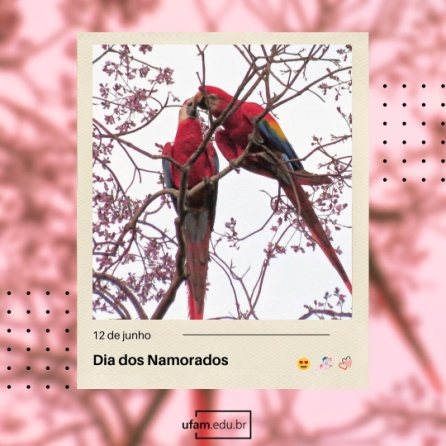 12 de junho
Dia dos Namorados
ufam.edu.br